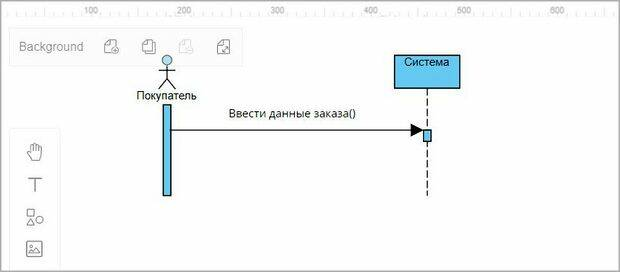 100 200 300 400 500 600
Background
Система
Покупатель
Ввести данные заказа()
T